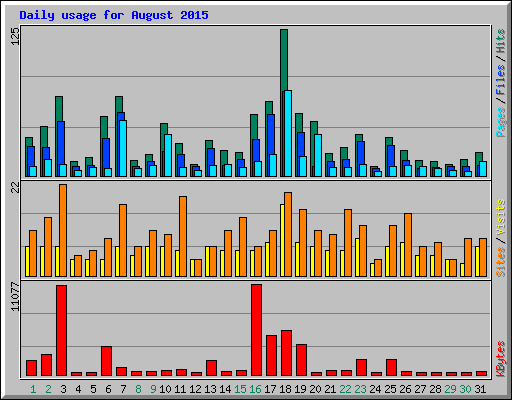 Daily usage for August 2015
125
Pages / Files / Hits
22
Sites / Visits
11077
KBytes
1 2 3 4 5 6 7 8 9 10 11 12 13 14 15 16 17 18 19 20 21 22 23 24 25 26 27 28 29 30 31